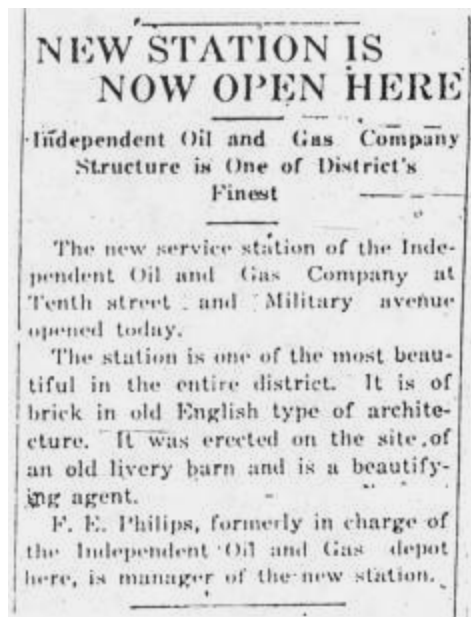 NEW STATION IS
NOW OPEN HERE
Independent Oil and Gas Company
Structure is One of District's
Finest
The new service station of the Inde-
pendent Oil and Gas Company at
Tenth street and Military avenue
opened today.
The station is one of the most beau-
tiful in the entire district. It is of
brick in old English type of archite-
cture. It was erected on the site of
an old livery barn and is a beautify-
ing agent.
F. E. Philips, formerly in charge of
the Independent Oil and Gas depot
here, is manager of the new station.